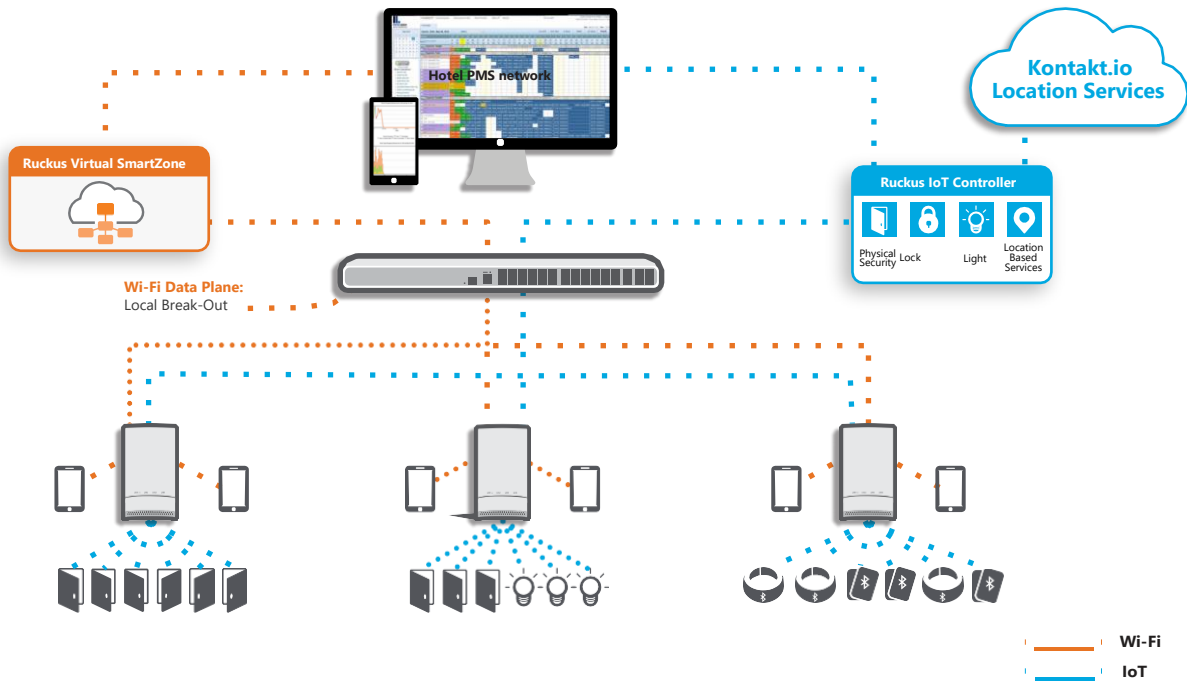 Hotel PMS network
Kontakt.io
Location Services
Ruckus Virtual SmartZone
Ruckus IoT Controller
Physical
Security
Lock
Light
Location
Based
Services
Wi-Fi Data Plane:
Local Break-Out
Wi-Fi
IoT